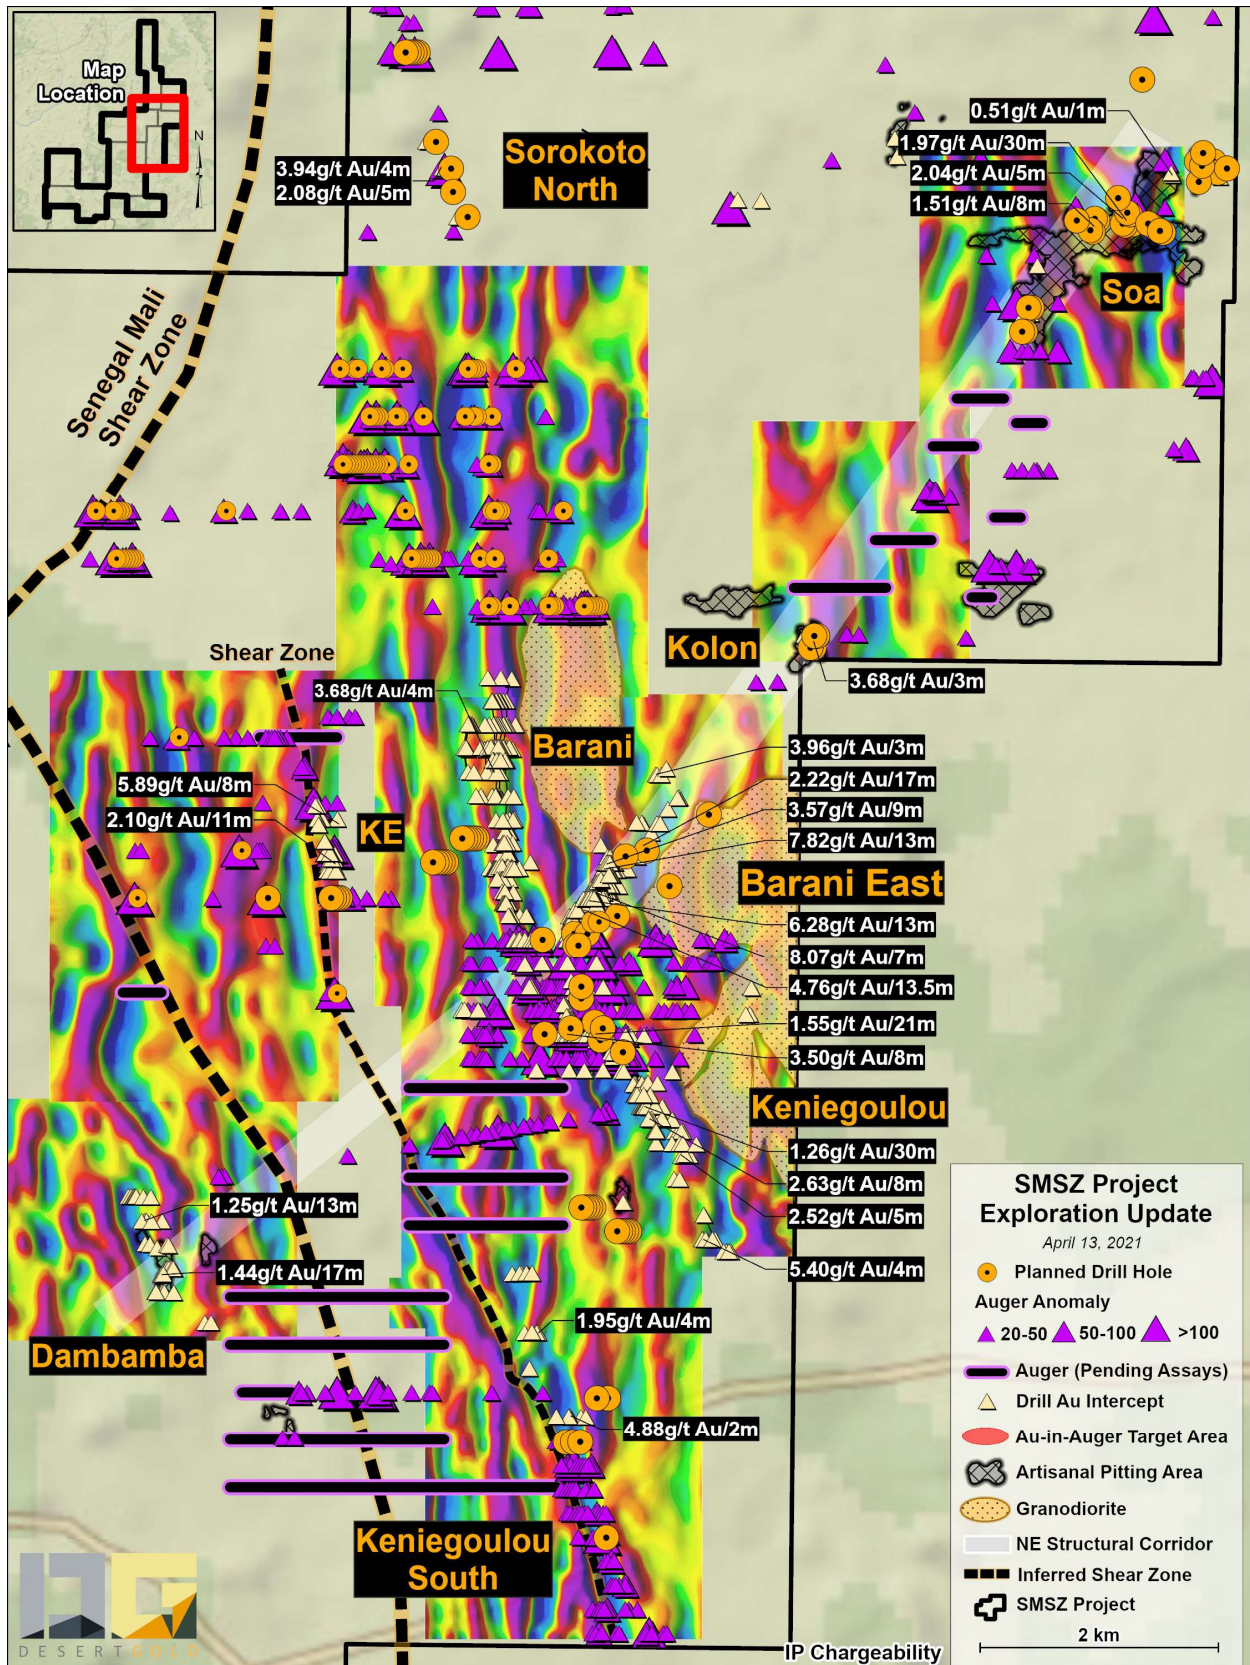 Map
Location
N
0.51g/t Au/1m
1.97g/t Au/30m
2.04g/t Au/5m
1.51g/t Au/8m
Sorokoto
North
3.94g/t Au/4m
2.08g/t Au/5m
Soa
Senegal Mali
Shear Zone
Kolon
3.68g/t Au/3m
Shear Zone
3.68g/t Au/4m
Barani
3.96g/t Au/3m
2.22g/t Au/17m
3.57g/t Au/9m
7.82g/t Au/13m
5.89g/t Au/8m
2.10g/t Au/11m
KE
Barani East
6.28g/t Au/13m
8.07g/t Au/7m
4.76g/t Au/13.5m
1.55g/t Au/21m
3.50g/t Au/8m
Keniegoulou
1.26g/t Au/30m
2.63g/t Au/8m
2.52g/t Au/5m
5.40g/t Au/4m
1.25g/t Au/13m
1.44g/t Au/17m
1.95g/t Au/4m
Dambamba
4.88g/t Au/2m
Keniegoulou
South
SMSZ Project
Exploration Update
April 13, 2021
Planned Drill Hole
Auger Anomaly
20-50 50-100 >100
Auger (Pending Assays)
Drill Au Intercept
Au-in-Auger Target Area
Artisanal Pitting Area
Granodiorite
NE Structural Corridor
Inferred Shear Zone
SMSZ Project
2 km
IP Chargeability
DG
DESERTGOLD